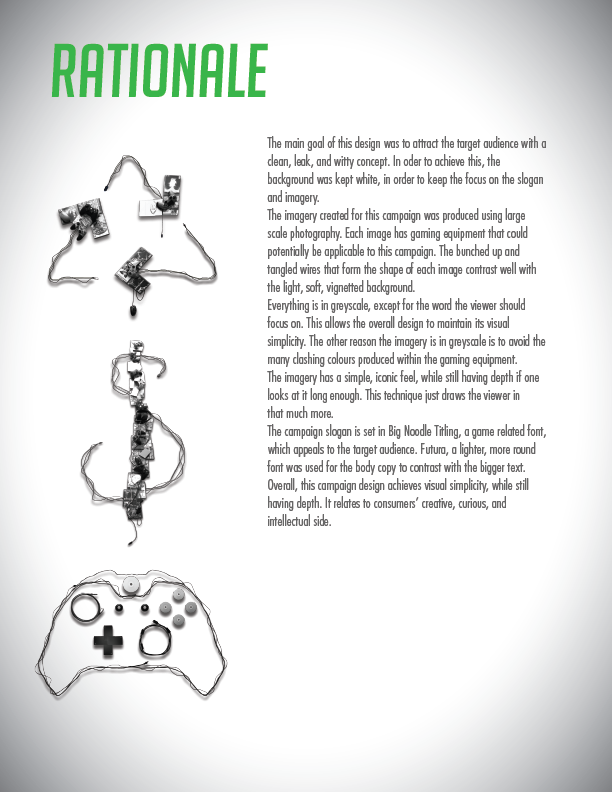 RATIONALE
The main goal of this design was to attract the target audience with a
clean, leak, and witty concept. In oder to achieve this, the
background was kept white, in order to keep the focus on the slogan
and imagery.
The imagery created for this campaign was produced using large
scale photography. Each image has gaming equipment that could
potentially be applicable to this campaign. The bunched up and
tangled wires that form the shape of each image contrast well with
the light, soft, vignetted background.
Everything is in greyscale, except for the word the viewer should
focus on. This allows the overall design to maintain its visual
simplicity. The other reason the imagery is in greyscale is to avoid the
many clashing colours produced within the gaming equipment.
The imagery has a simple, iconic feel, while still having depth if one
looks at it long enough. This technique just draws the viewer in
that much more.
The campaign slogan is set in Big Noodle Titling, a game related font,
which appeals to the target audience. Futura, a lighter, more round
font was used for the body copy to contrast with the bigger text.
Overall, this campaign design achieves visual simplicity, while still
having depth. It relates to consumers’ creative, curious, and
intellectual side.